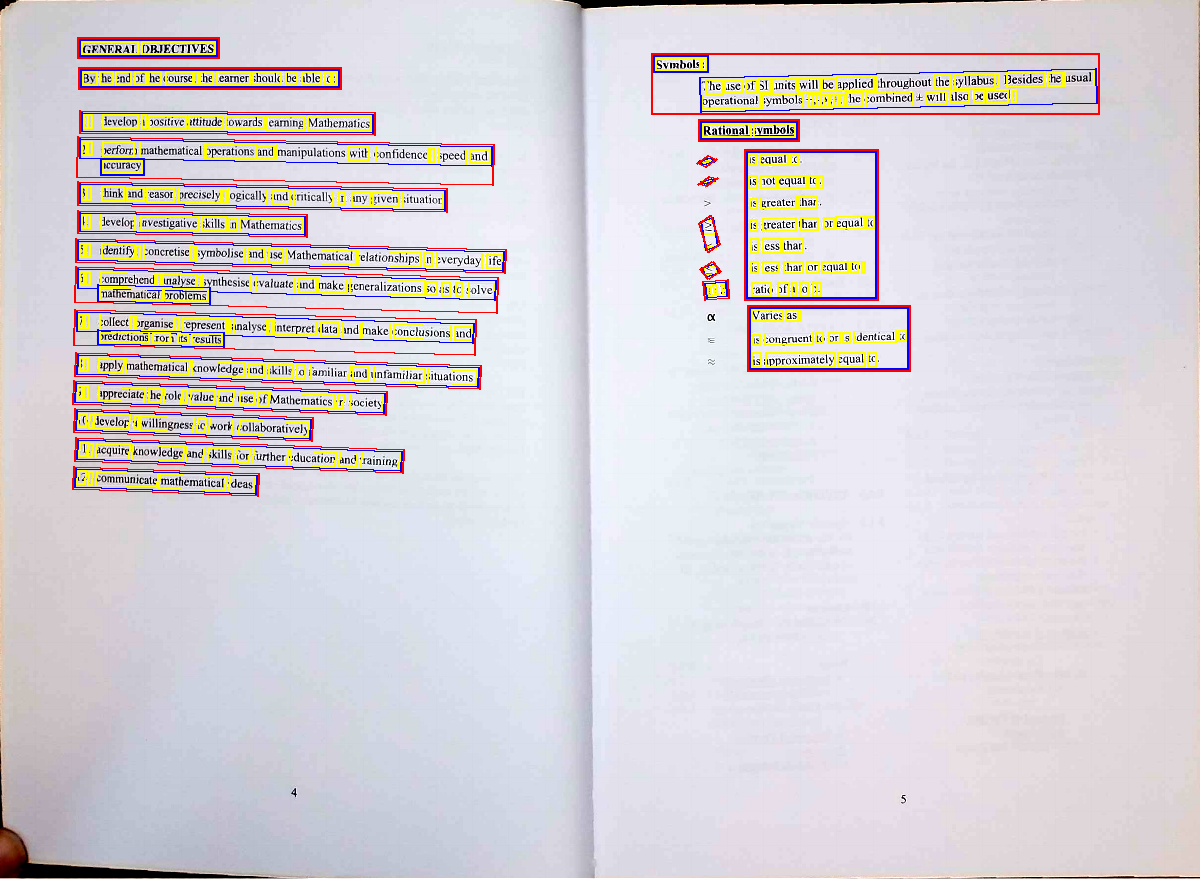 GENERAL OBJECTIVES
By the end of the course, the learner should be able to:
1. develop a positive attitude towards learning Mathematics
2. perform mathematical operations and manipulations with confidence, speed and
accuracy
3. think and reason precisely, logically and critically in any given situation
4. develop investigative skills in Mathematics
5. identify, concretise, symbolise and use Mathematical relationships in everyday life
6. comprehend, analyse, synthesise, evaluate and make generalizations so as to solve
mathematical problems
7. collect, organise, represent, analyse, interpret data and make conclusions and
predictions from its results
8. apply mathematical knowledge and skills to familiar and unfamiliar situations
9. appreciate the role, value and use of Mathematics in society
10. develop a willingness to work collaboratively
11. acquire knowledge and skills for further education and training
12. communicate mathematical ideas
4
Symbols:
The use of SI units will be applied throughout the syllabus. Besides the usual
operational symbols the combined ± will also be used
Rational symbols
is equal to.
is not equal to.
> is greater than.
is greater than or equal to
is less than.
is less than or equal to
ratio of a to b.
α Varies as
≡ is congruent to or is identical to
≈ is approximately equal to.
5